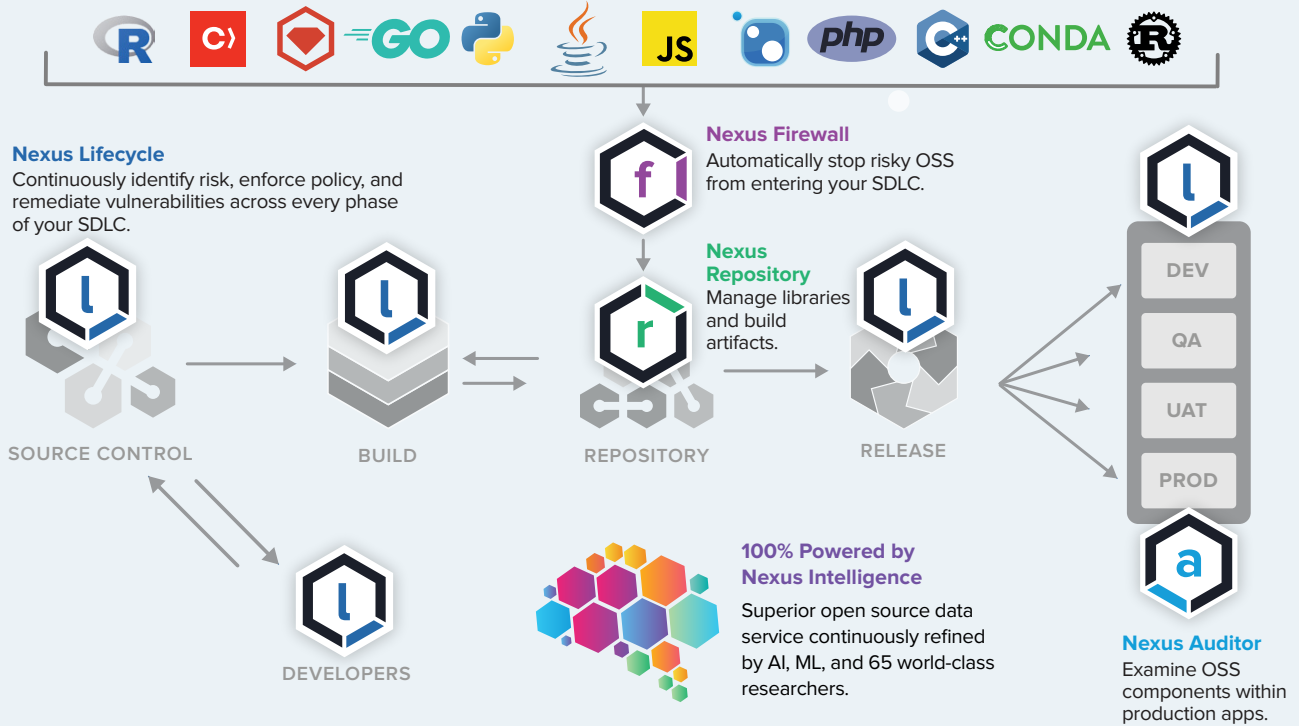 R
C
GO
JS
php
C++
CONDA
R
Nexus Firewall
Automatically stop risky OSS
from entering your SDLC.
f
Nexus Lifecycle
Continuously identify risk, enforce policy, and
remediate vulnerabilities across every phase
of your SDLC.
l
l
Nexus
Repository
Manage libraries
and build
artifacts.
r
l
l
DEV
QA
UAT
PROD
SOURCE CONTROL
BUILD
REPOSITORY
RELEASE
l
DEVELOPERS
100% Powered by
Nexus Intelligence
Superior open source data
service continuously refined
by AI, ML, and 65 world-class
researchers.
a
Nexus Auditor
Examine OSS
components within
production apps.